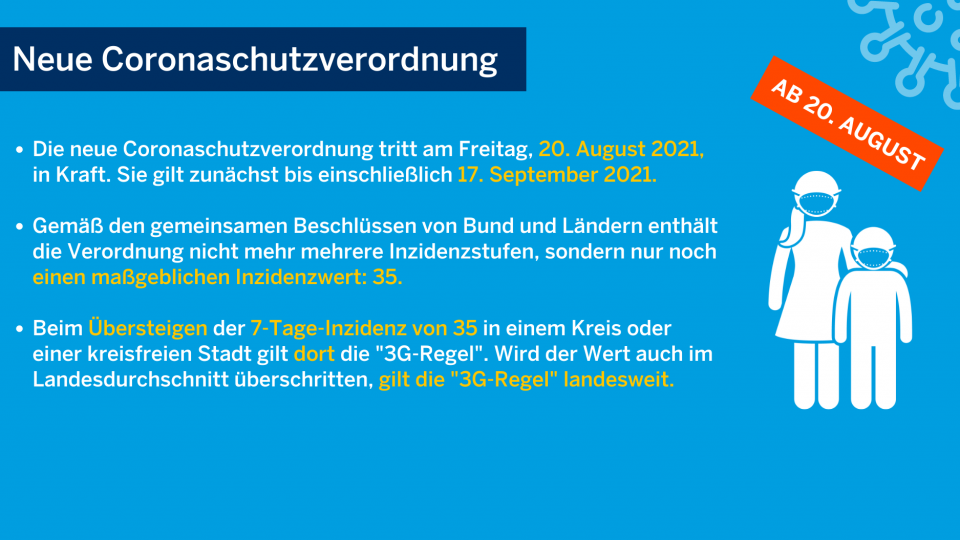 Neue Coronaschutzverordnung
AB 20. AUGUST
• Die neue Coronaschutzverordnung tritt am Freitag, 20. August 2021,
in Kraft. Sie gilt zunächst bis einschließlich 17. September 2021.
• Gemäß den gemeinsamen Beschlüssen von Bund und Ländern enthält
die Verordnung nicht mehr mehrere Inzidenzstufen, sondern nur noch
einen maßgeblichen Inzidenzwert: 35.
• Beim Übersteigen der 7-Tage-Inzidenz von 35 in einem Kreis oder
einer kreisfreien Stadt gilt dort die "3G-Regel". Wird der Wert auch im
Landesdurchschnitt überschritten, gilt die "3G-Regel" landesweit.